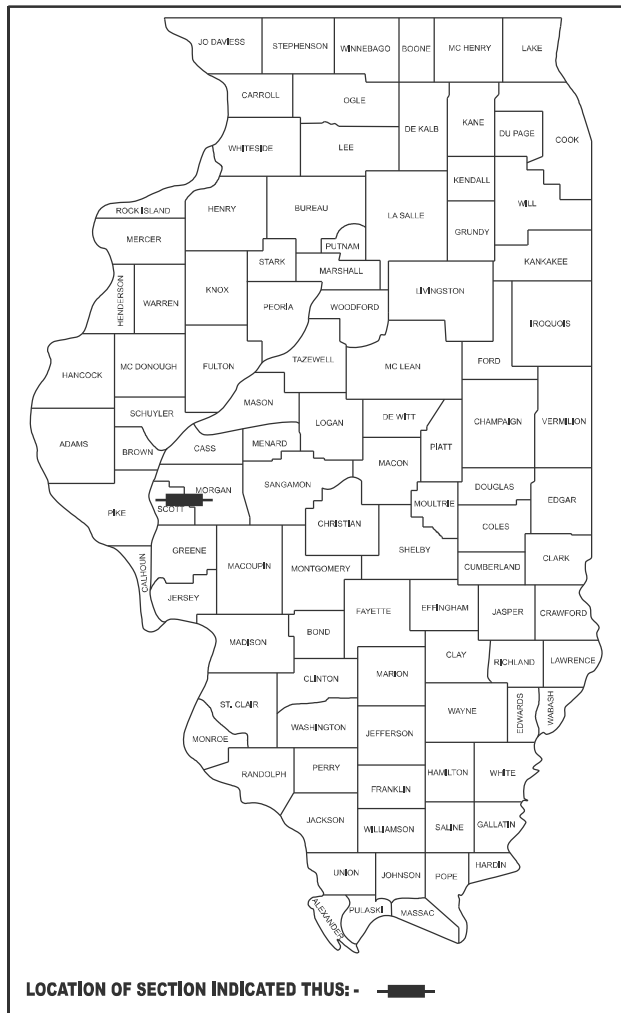 JO DAVIESS
STEPHENSON
WINNEBAGO
BOONE
MC HENRY
LAKE
CARROLL
OGLE
DE KALB
KANE
DU PAGE
COOK
WHITESIDE
LEE
KENDALL
WILL
ROCK ISLAND
HENRY
BUREAU
LA SALLE
GRUNDY
MERCER
PUTNAM
STARK
MARSHALL
KANKAKEE
HENDERSON
WARREN
KNOX
PEORIA
WOODFORD
LIVINGSTON
IROQUOIS
HANCOCK
MC DONOUGH
FULTON
TAZEWELL
MC LEAN
FORD
SCHUYLER
MASON
LOGAN
DE WITT
CHAMPAIGN
VERMILION
ADAMS
BROWN
CASS
MENARD
MACON
PIATT
PIKE
SCOTT
MORGAN
SANGAMON
CHRISTIAN
MOULTRIE
DOUGLAS
EDGAR
COLES
GREENE
MACOUPIN
MONTGOMERY
SHELBY
CUMBERLAND
CLARK
CALHOUN
JERSEY
FAYETTE
EFFINGHAM
JASPER
CRAWFORD
MADISON
BOND
CLAY
RICHLAND
LAWRENCE
CLINTON
MARION
ST. CLAIR
WAYNE
EDWARDS
WABASH
WASHINGTON
JEFFERSON
MONROE
RANDOLPH
PERRY
HAMILTON
WHITE
FRANKLIN
JACKSON
WILLIAMSON
SALINE
GALLATIN
UNION
JOHNSON
POPE
HARDIN
ALEXANDER
PULASKI
MASSAC
LOCATION OF SECTION INDICATED THUS: -